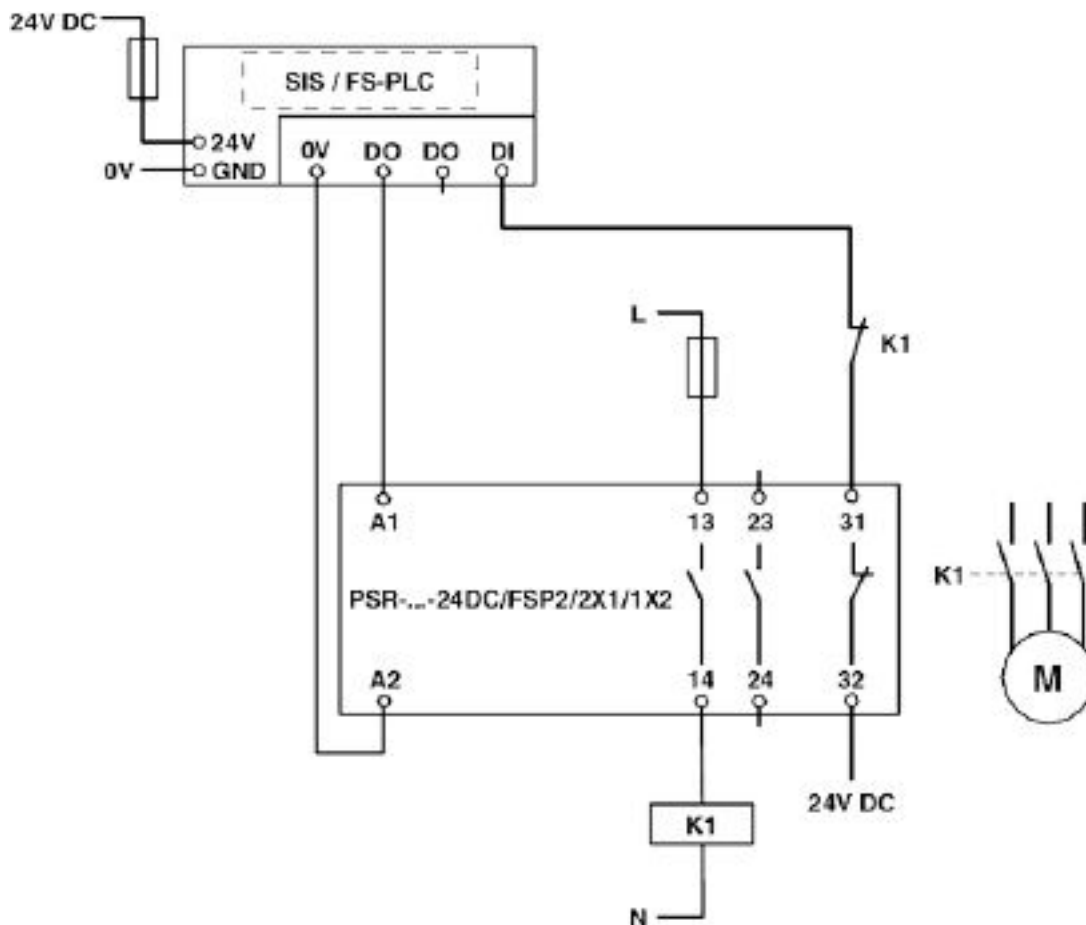 24V DC
SIS / FS-PLC
24V
0V DO DO DI
0V GND
L
K1
A1 13 23 31
K1
PSR-...-24DC/FSP2/2X1/1X2
M
A2 14 24 32
24V DC
K1
N